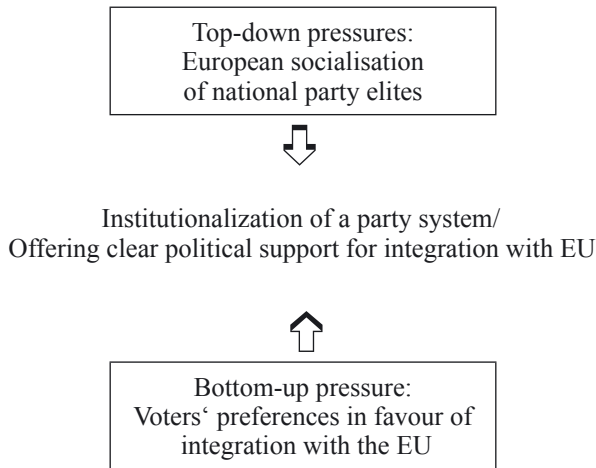 Top-down pressures:
European socialisation
of national party elites
Institutionalization of a party system/
Offering clear political support for integration with EU
Bottom-up pressure:
Voters‘ preferences in favour of
integration with the EU